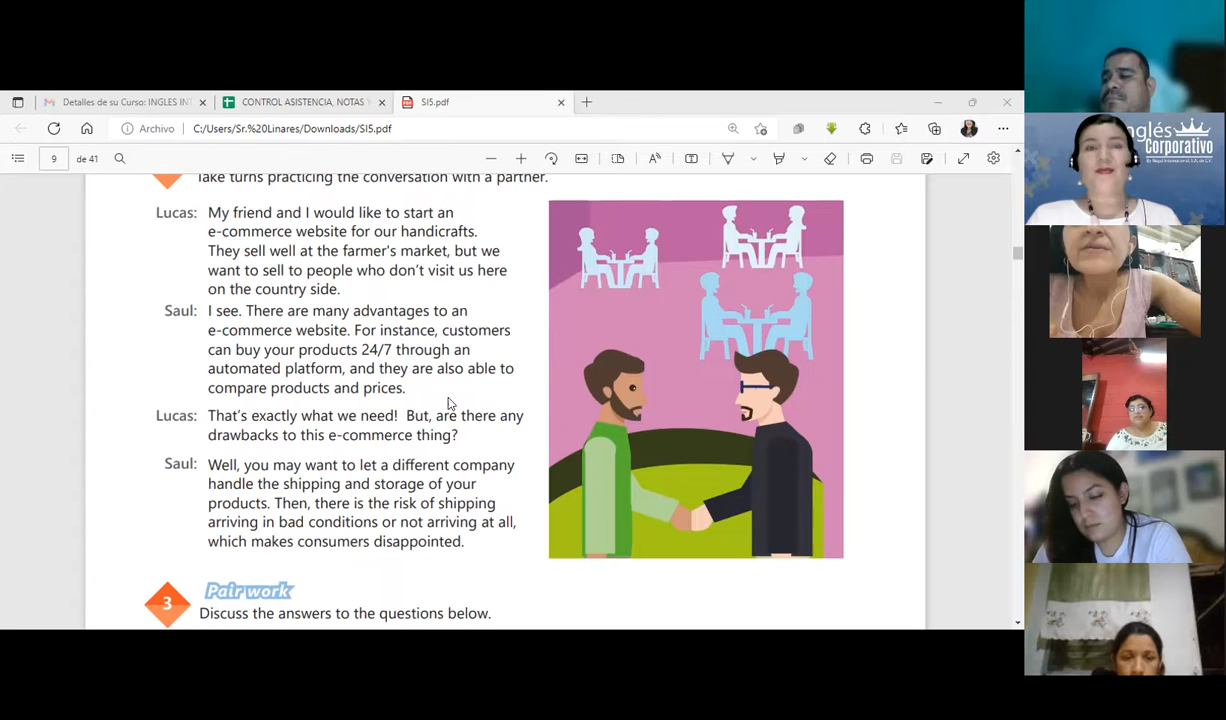 Detalles de su Curso: INGLES INT
CONTROL ASISTENCIA, NOTAS Y
SI5.pdf
Archivo
C:/Users/Sr.%20Linares/Downloads/SI5.pdf
9
de 41
Take turns practicing the conversation with a partner.
Lucas: My friend and I would like to start an
e-commerce website for our handicrafts.
They sell well at the farmer's market, but we
want to sell to people who don't visit us here
on the country side.
Saul: I see. There are many advantages to an
e-commerce website. For instance, customers
can buy your products 24/7 through an
automated platform, and they are also able to
compare products and prices.
Lucas: That's exactly what we need! But, are there any
drawbacks to this e-commerce thing?
Saul: Well, you may want to let a different company
handle the shipping and storage of your
products. Then, there is the risk of shipping
arriving in bad conditions or not arriving at all,
which makes consumers disappointed.
3
Pair work
Discuss the answers to the questions below.
Inglés
Corporativo